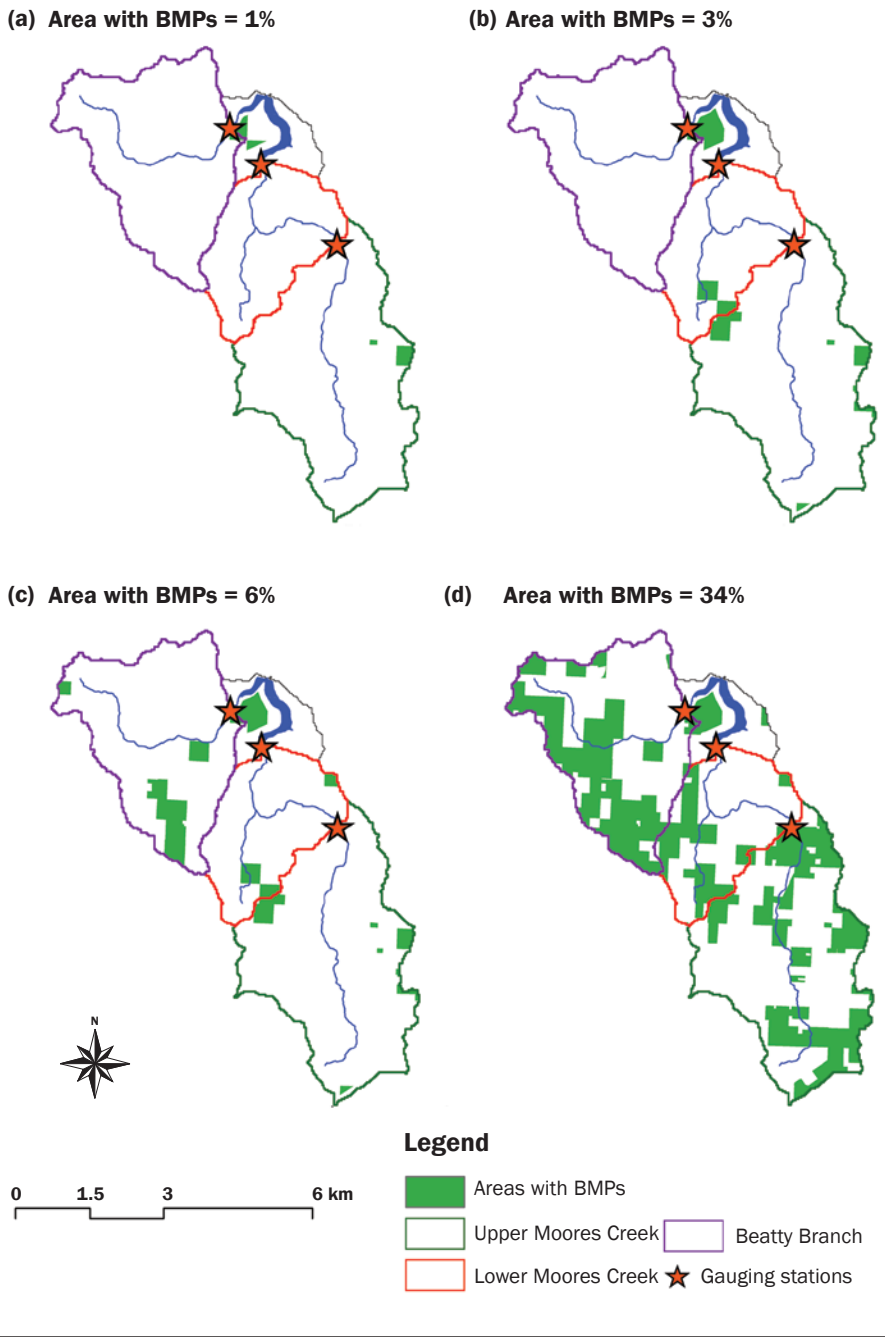 (a) Area with BMPs = 1%
(b) Area with BMPs = 3%
(c) Area with BMPs = 6%
(d) Area with BMPs = 34%
N
0 1.5 3 6 km
Legend
Areas with BMPs
Upper Moores Creek
Beatty Branch
Lower Moores Creek
Gauging stations